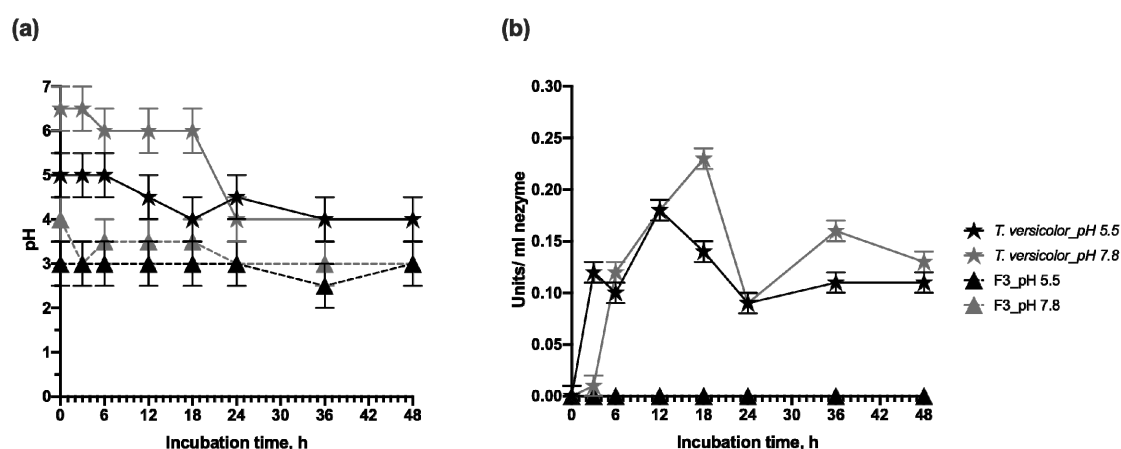 (a)
(b)
pH
7
6
5
4
3
2
1
0
0 6 12 18 24 30 36 42 48
Incubation time, h
Units/ ml nezyme
0.30
0.25
0.20
0.15
0.10
0.05
0.00
0 6 12 18 24 30 36 42 48
Incubation time, h
T. versicolor_pH 5.5
T. versicolor_pH 7.8
F3_pH 5.5
F3_pH 7.8